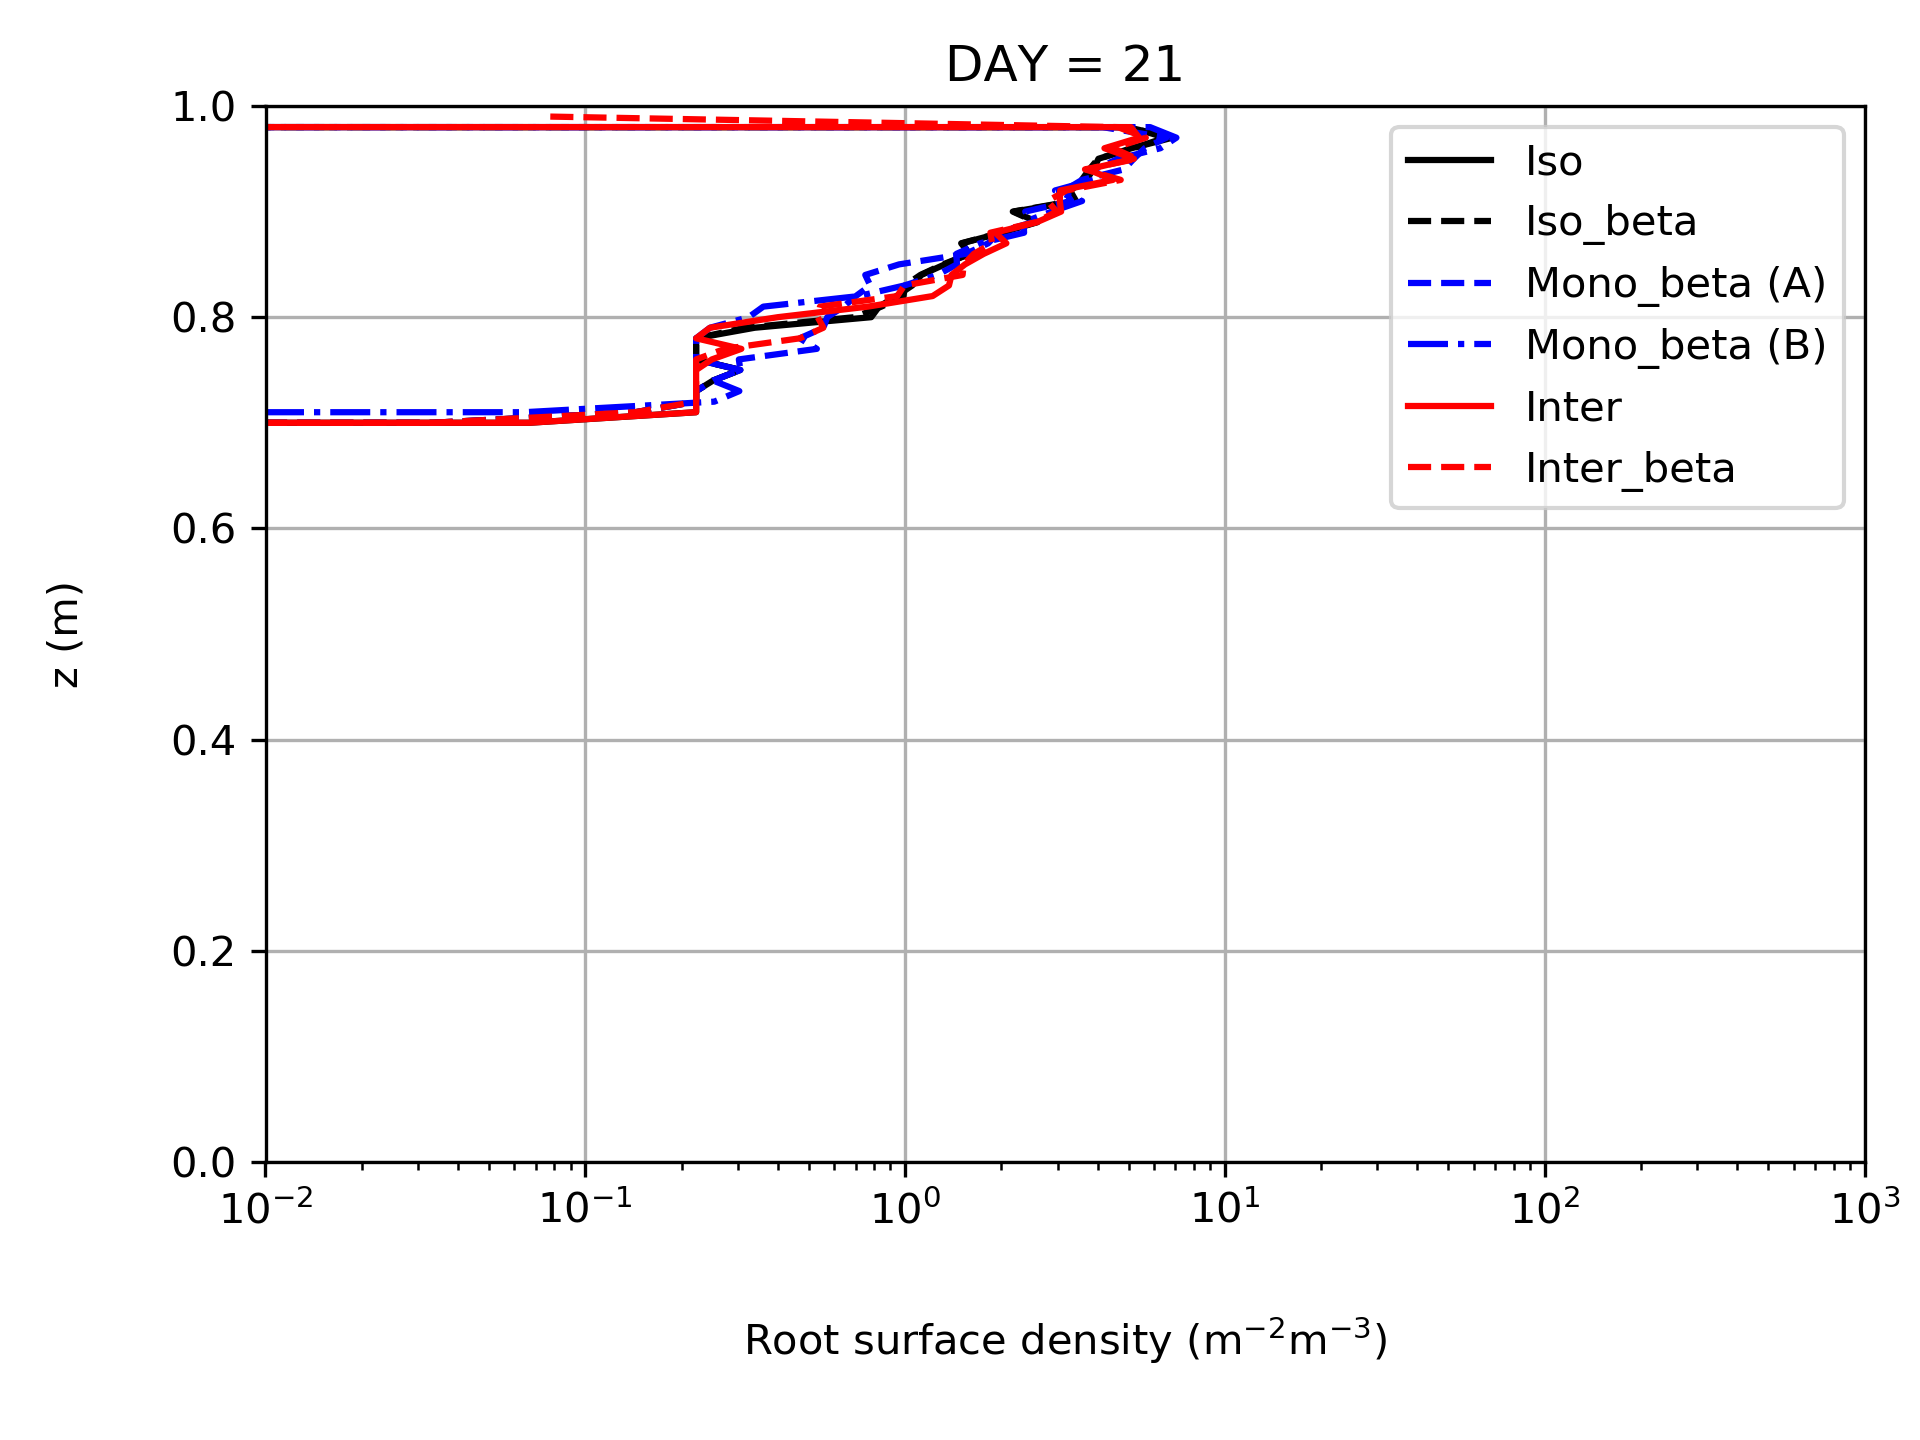 DAY = 21
1.0
0.8
0.6
0.4
0.2
0.0
z (m)
Iso
Iso_beta
Mono_beta (A)
Mono_beta (B)
Inter
Inter_beta
10⁻² 10⁻¹ 10⁰ 10¹ 10² 10³
Root surface density (m⁻²m⁻³)